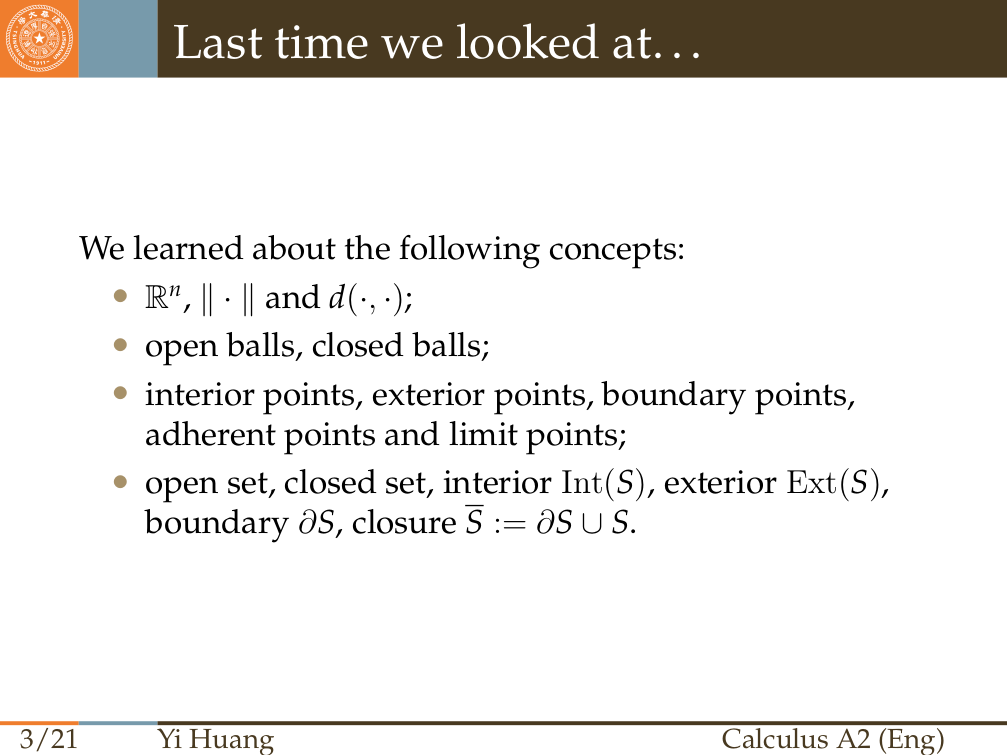 Last time we looked at. . .
We learned about the following concepts:
• ℝⁿ, ‖ · ‖ and d(·, ·);
• open balls, closed balls;
• interior points, exterior points, boundary points,
adherent points and limit points;
• open set, closed set, interior Int(S), exterior Ext(S),
boundary ∂S, closure S̅ := ∂S ∪ S.
3/21 Yi Huang Calculus A2 (Eng)